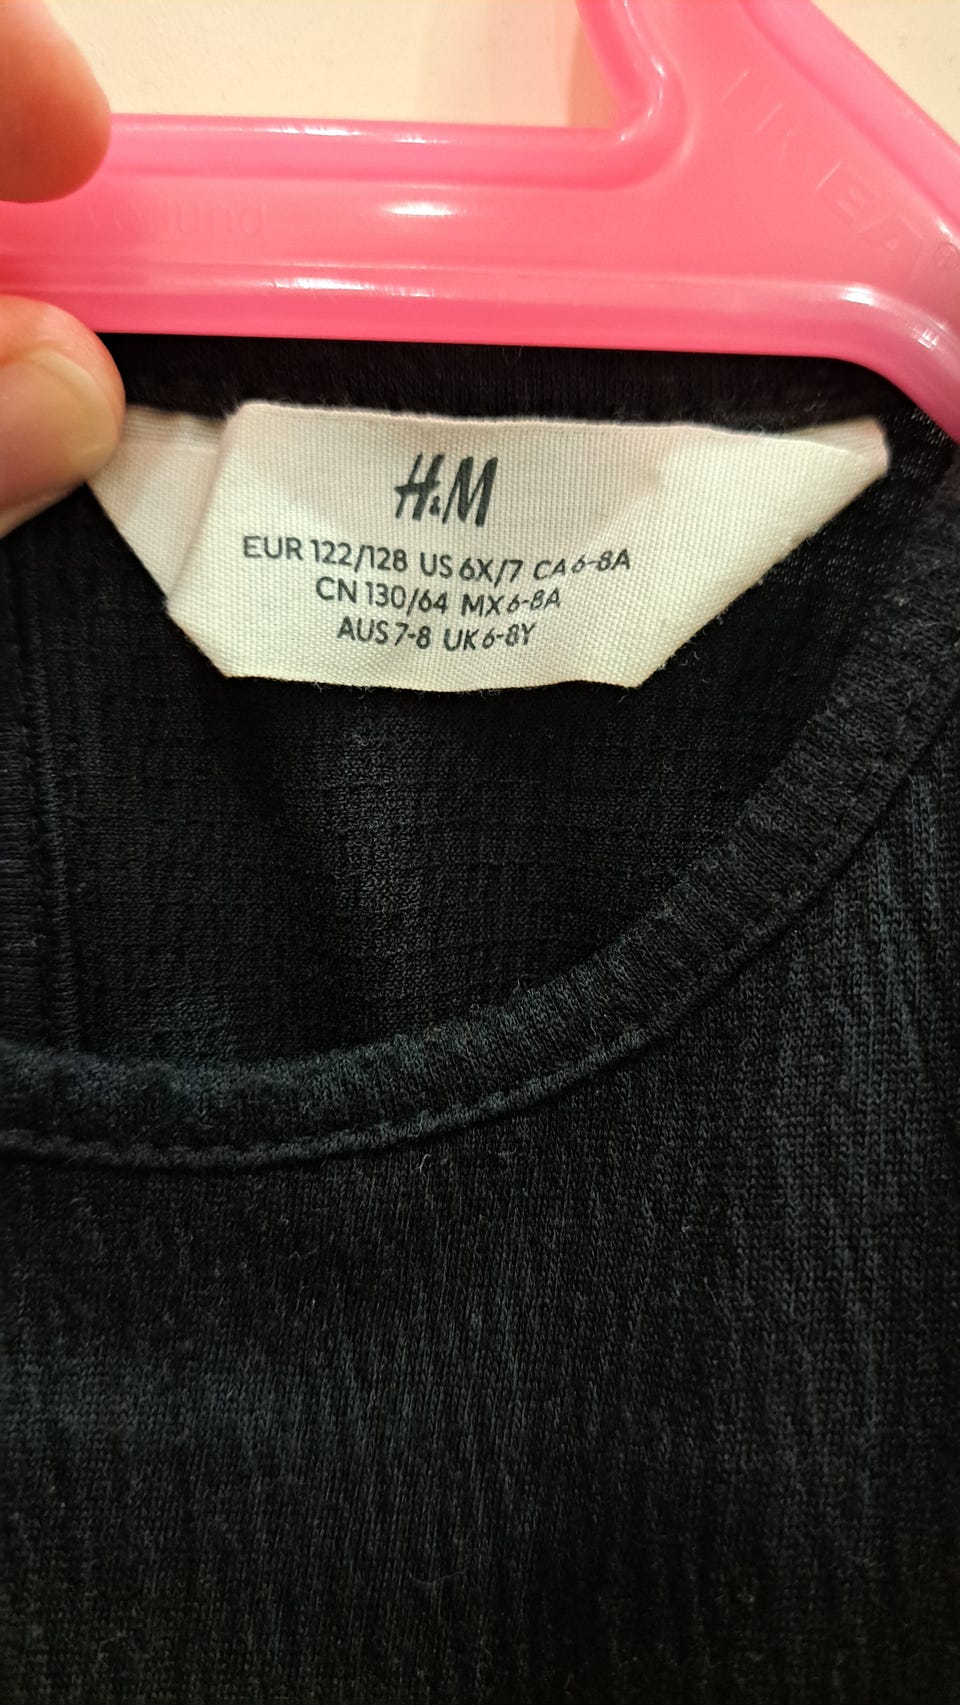 IKEA®
H&M
EUR 122/128 US 6X/7 CA 6-8A
CN 130/64 MX 6-8A
AUS 7-8 UK 6-8Y